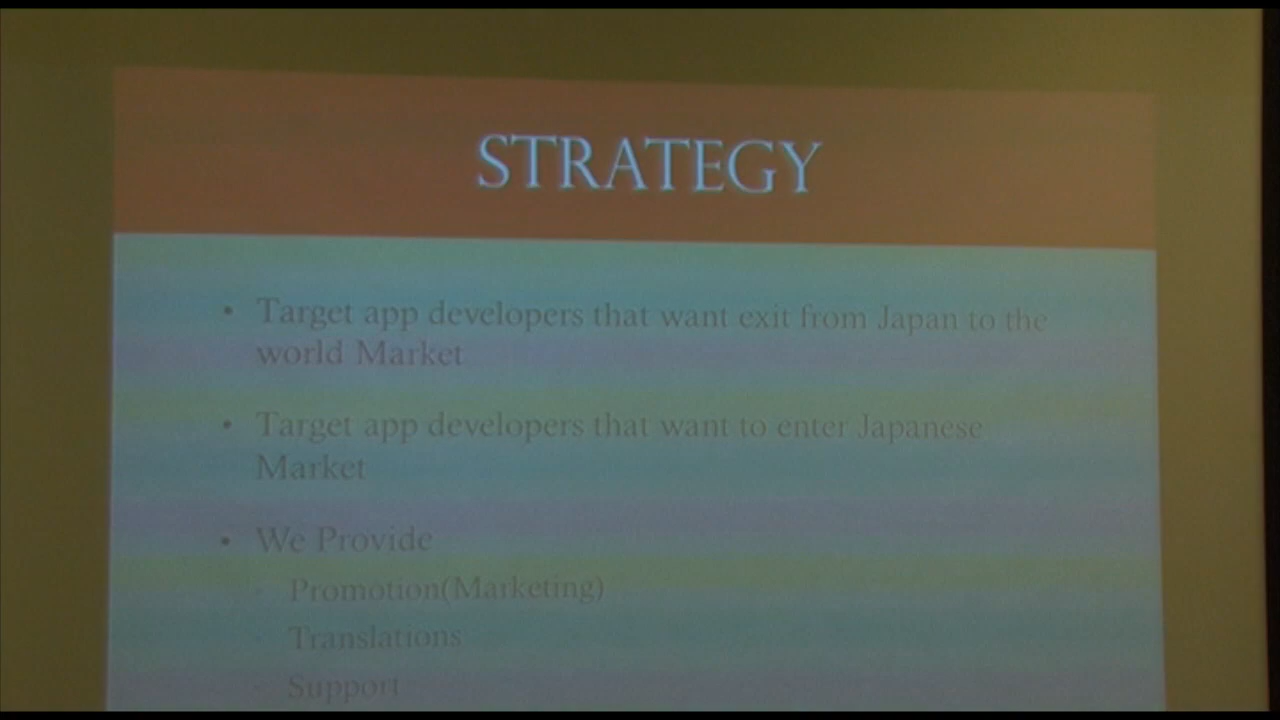 STRATEGY
• Target app developers that want exit from Japan to the
world Market
• Target app developers that want to enter Japanese
Market
• We Provide
- Promotion(Marketing)
- Translations
- Support